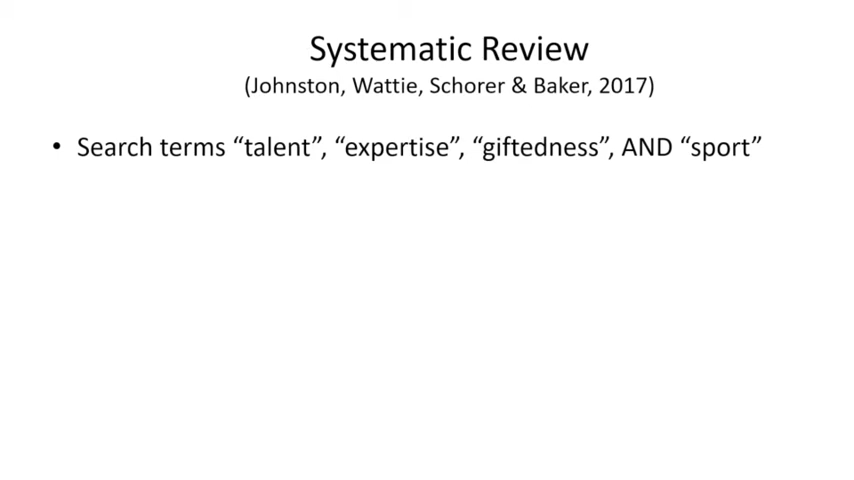 Systematic Review
(Johnston, Wattie, Schorer & Baker, 2017)
• Search terms “talent”, “expertise”, “giftedness”, AND “sport”